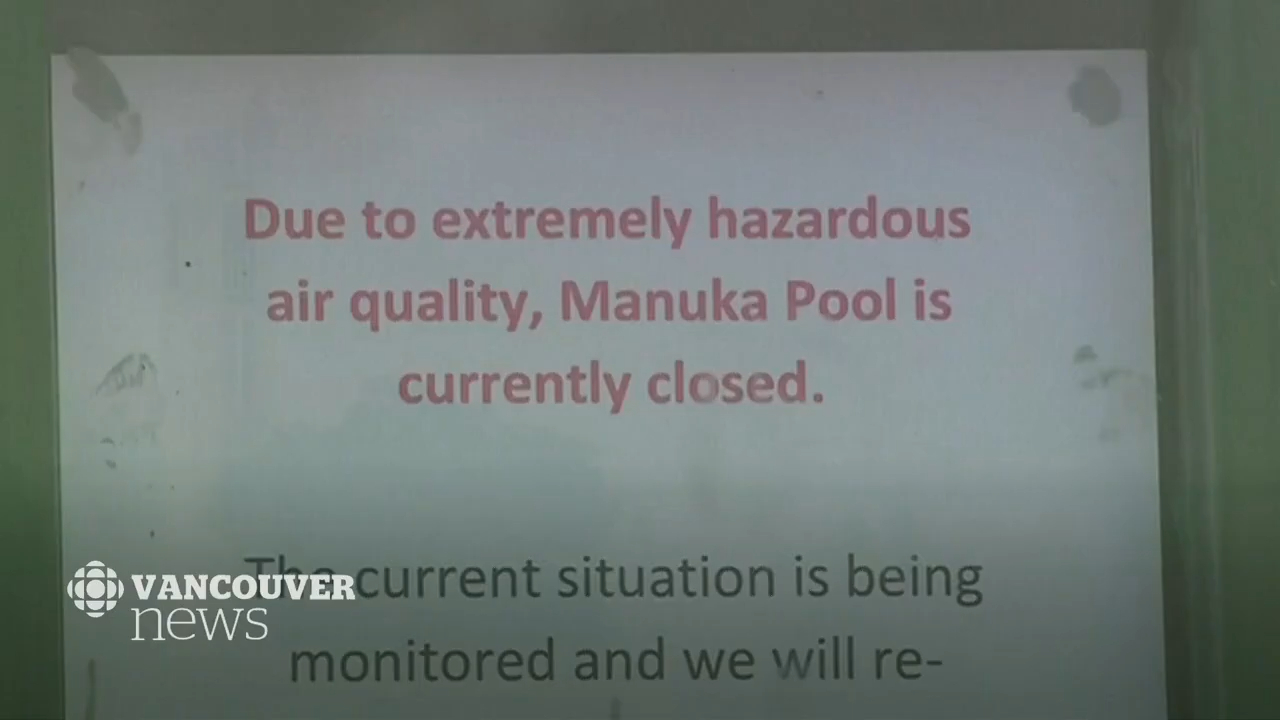 Due to extremely hazardous
air quality, Manuka Pool is
currently closed.
The current situation is being
monitored and we will re-
VANCOUVER
news